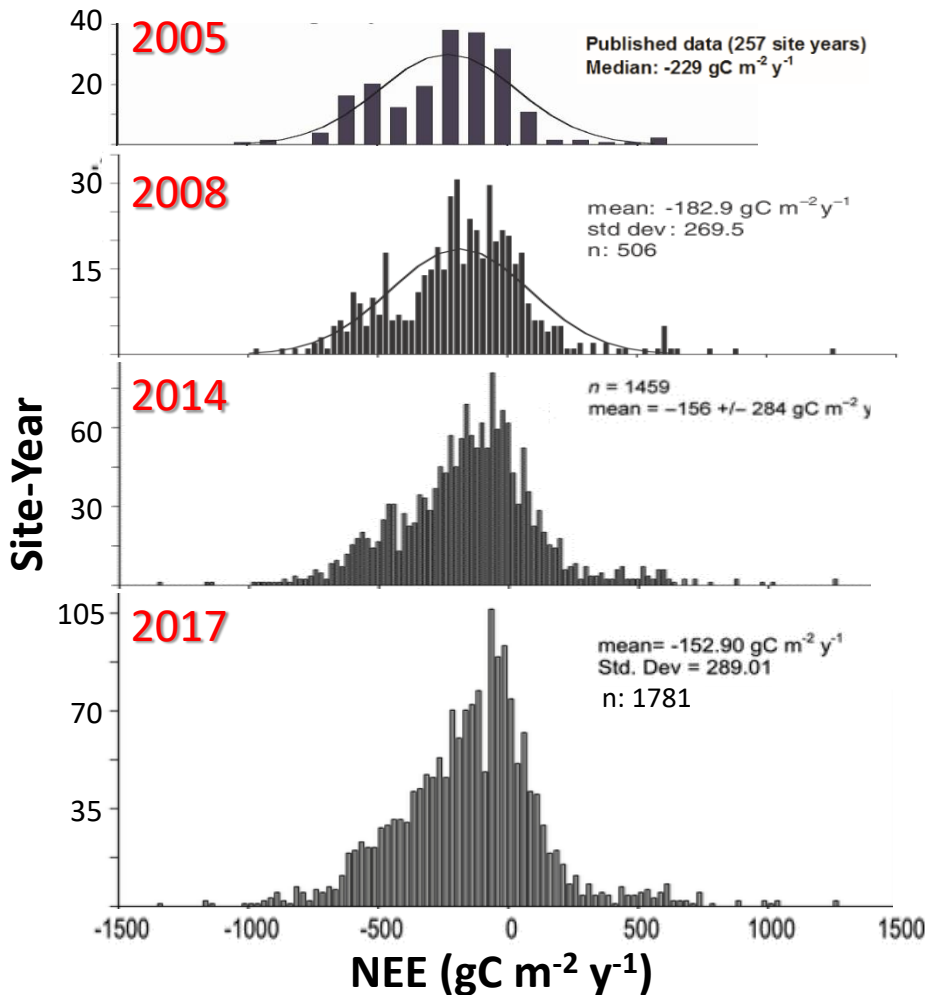 40
2005
20
Published data (257 site years)
Median: -229 gC m⁻² y⁻¹
30
2008
15
mean: -182.9 gC m⁻² y⁻¹
std dev: 269.5
n: 506
2014
60
30
n = 1459
mean = −156 +/− 284 gC m⁻² y
105
2017
70
35
mean= -152.90 gC m⁻² y⁻¹
Std. Dev = 289.01
n: 1781
Site-Year
-1500 -1000 -500 0 500 1000 1500
NEE (gC m⁻² y⁻¹)